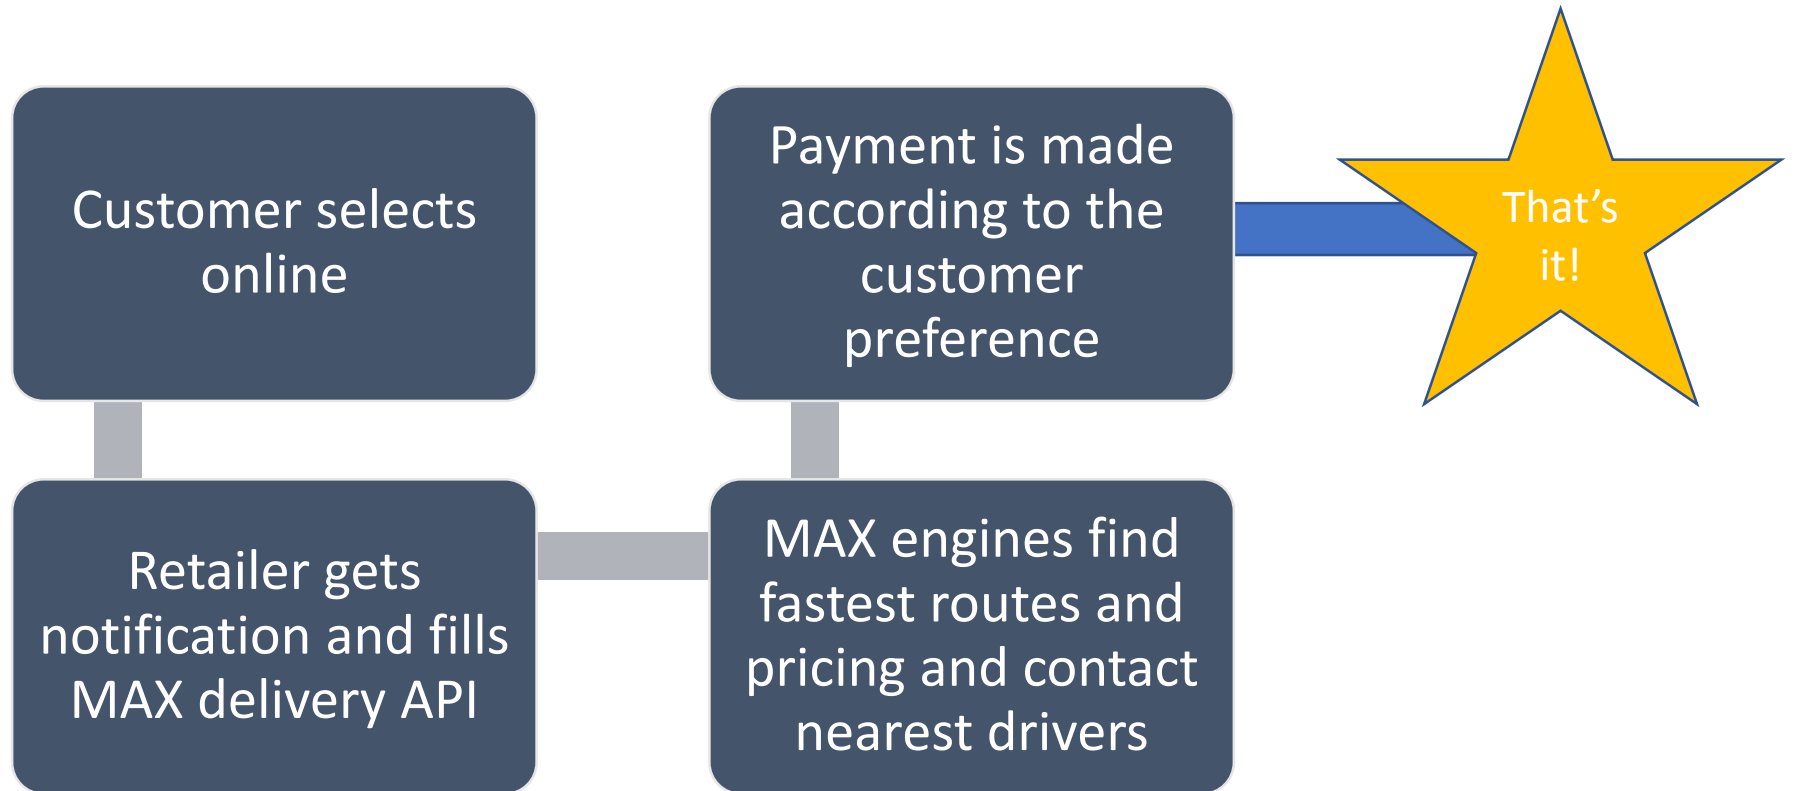 Customer selects
online
Retailer gets
notification and fills
MAX delivery API
MAX engines find
fastest routes and
pricing and contact
nearest drivers
Payment is made
according to the
customer
preference
That’s
it!